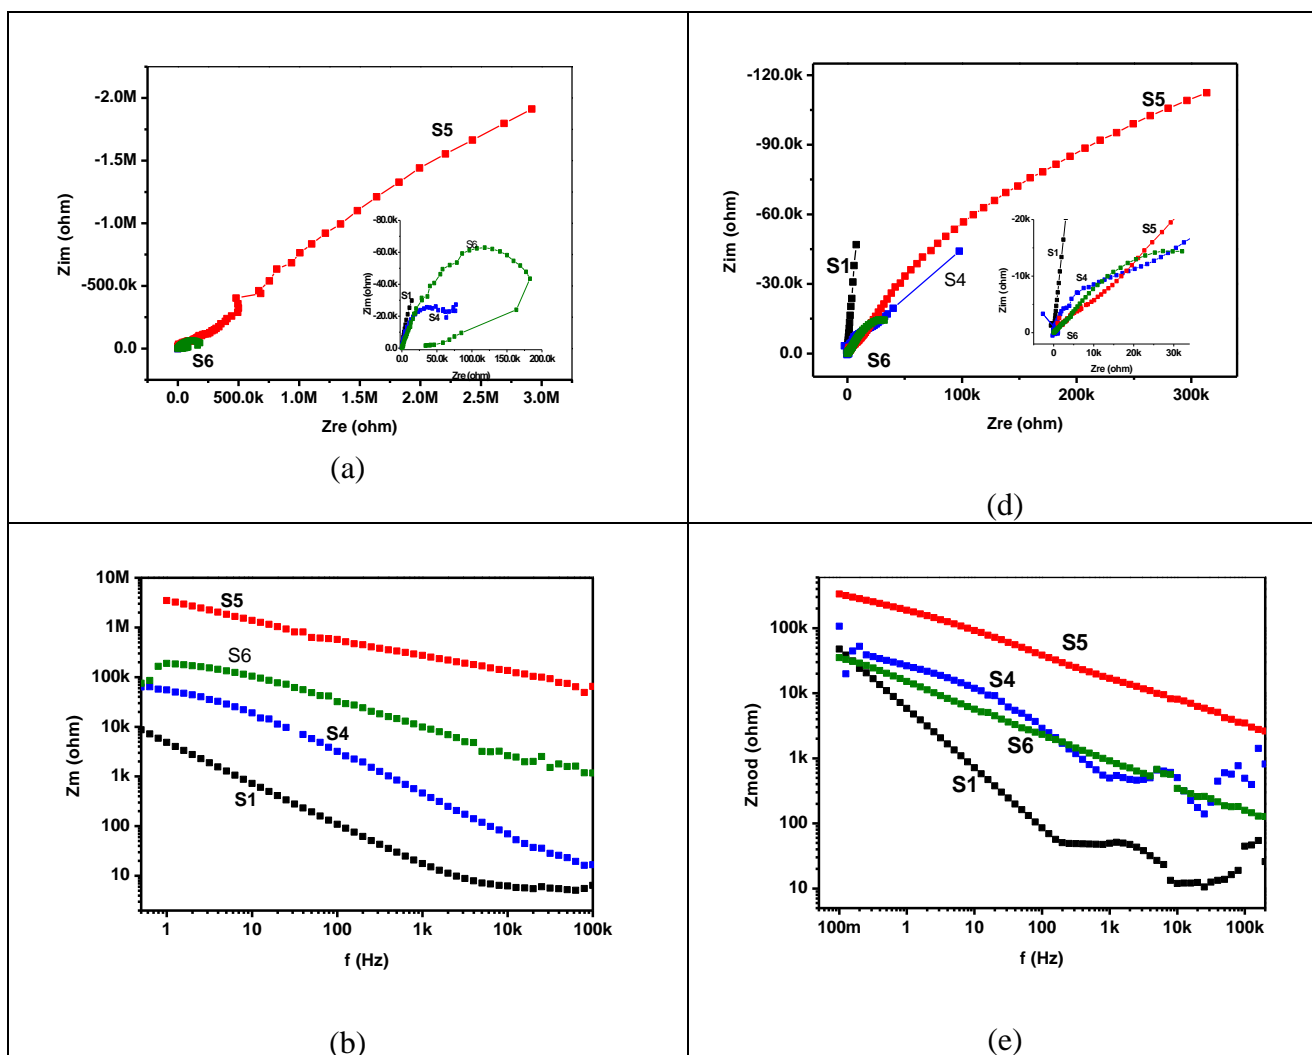 -2.0M
-1.5M
-1.0M
-500.0k
0.0
Zim (ohm)
S5
S6
0.0 500.0k 1.0M 1.5M 2.0M 2.5M 3.0M
Zre (ohm)
-80.0k
-60.0k
-40.0k
-20.0k
0.0
Zim (ohm)
S6
S1
S4
0.0 50.0k 100.0k 150.0k 200.0k
Zre (ohm)
(a)
-120.0k
-90.0k
-60.0k
-30.0k
0.0
Zim (ohm)
S5
S1
S4
S6
0 100k 200k 300k
Zre (ohm)
-20k
-10k
0
Zim (ohm)
S5
S1
S4
S6
0 10k 20k 30k
Zre (ohm)
(d)
10M
1M
100k
10k
1k
100
10
Zm (ohm)
S5
S6
S4
S1
1 10 100 1k 10k 100k
f (Hz)
(b)
100k
10k
1k
100
10
Zmod (ohm)
S5
S4
S6
S1
100m 1 10 100 1k 10k 100k
f (Hz)
(e)